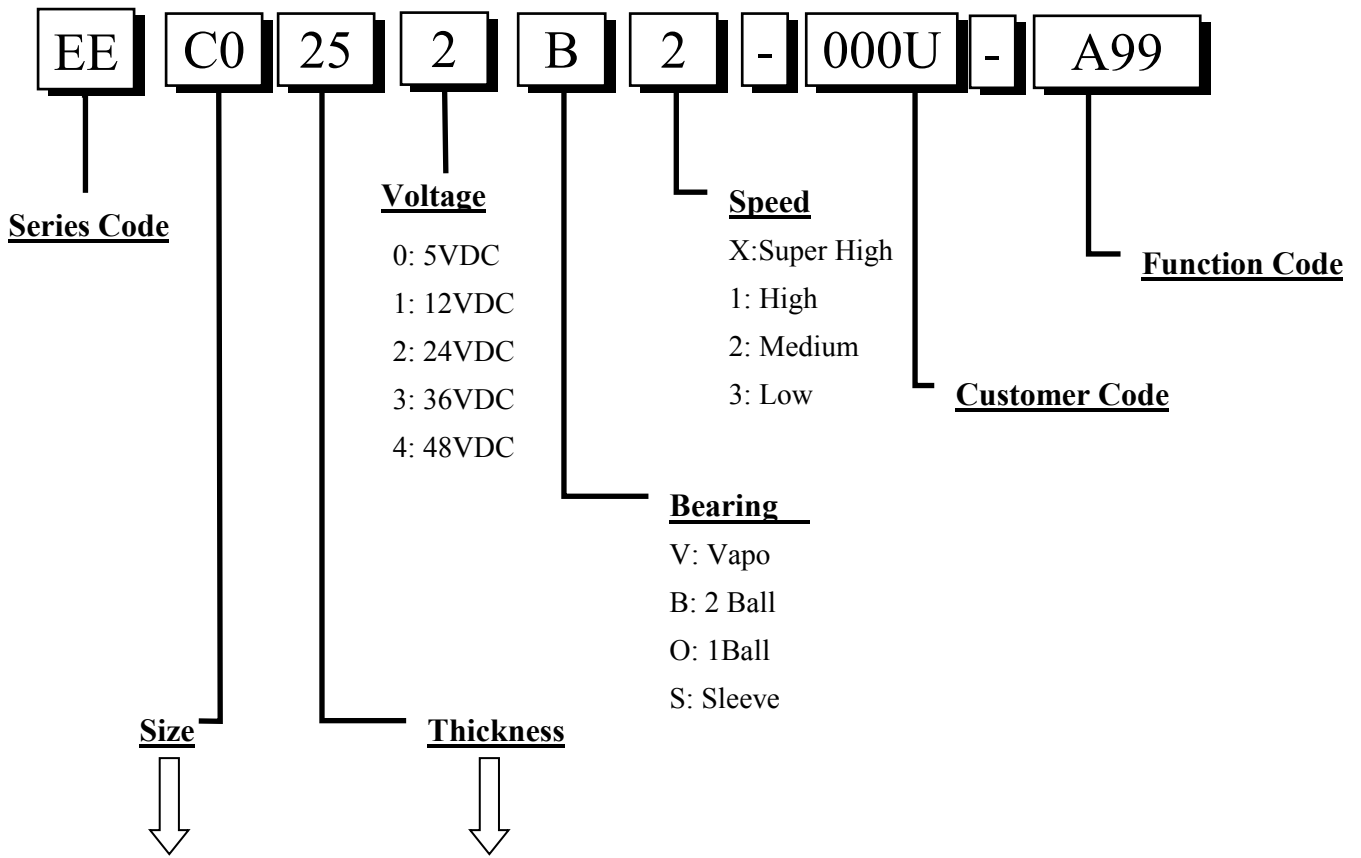 EE C0 25 2 B 2 - 000U - A99
Series Code
Voltage
0: 5VDC
1: 12VDC
2: 24VDC
3: 36VDC
4: 48VDC
Speed
X:Super High
1: High
2: Medium
3: Low
Function Code
Customer Code
Bearing
V: Vapo
B: 2 Ball
O: 1Ball
S: Sleeve
Size
Thickness